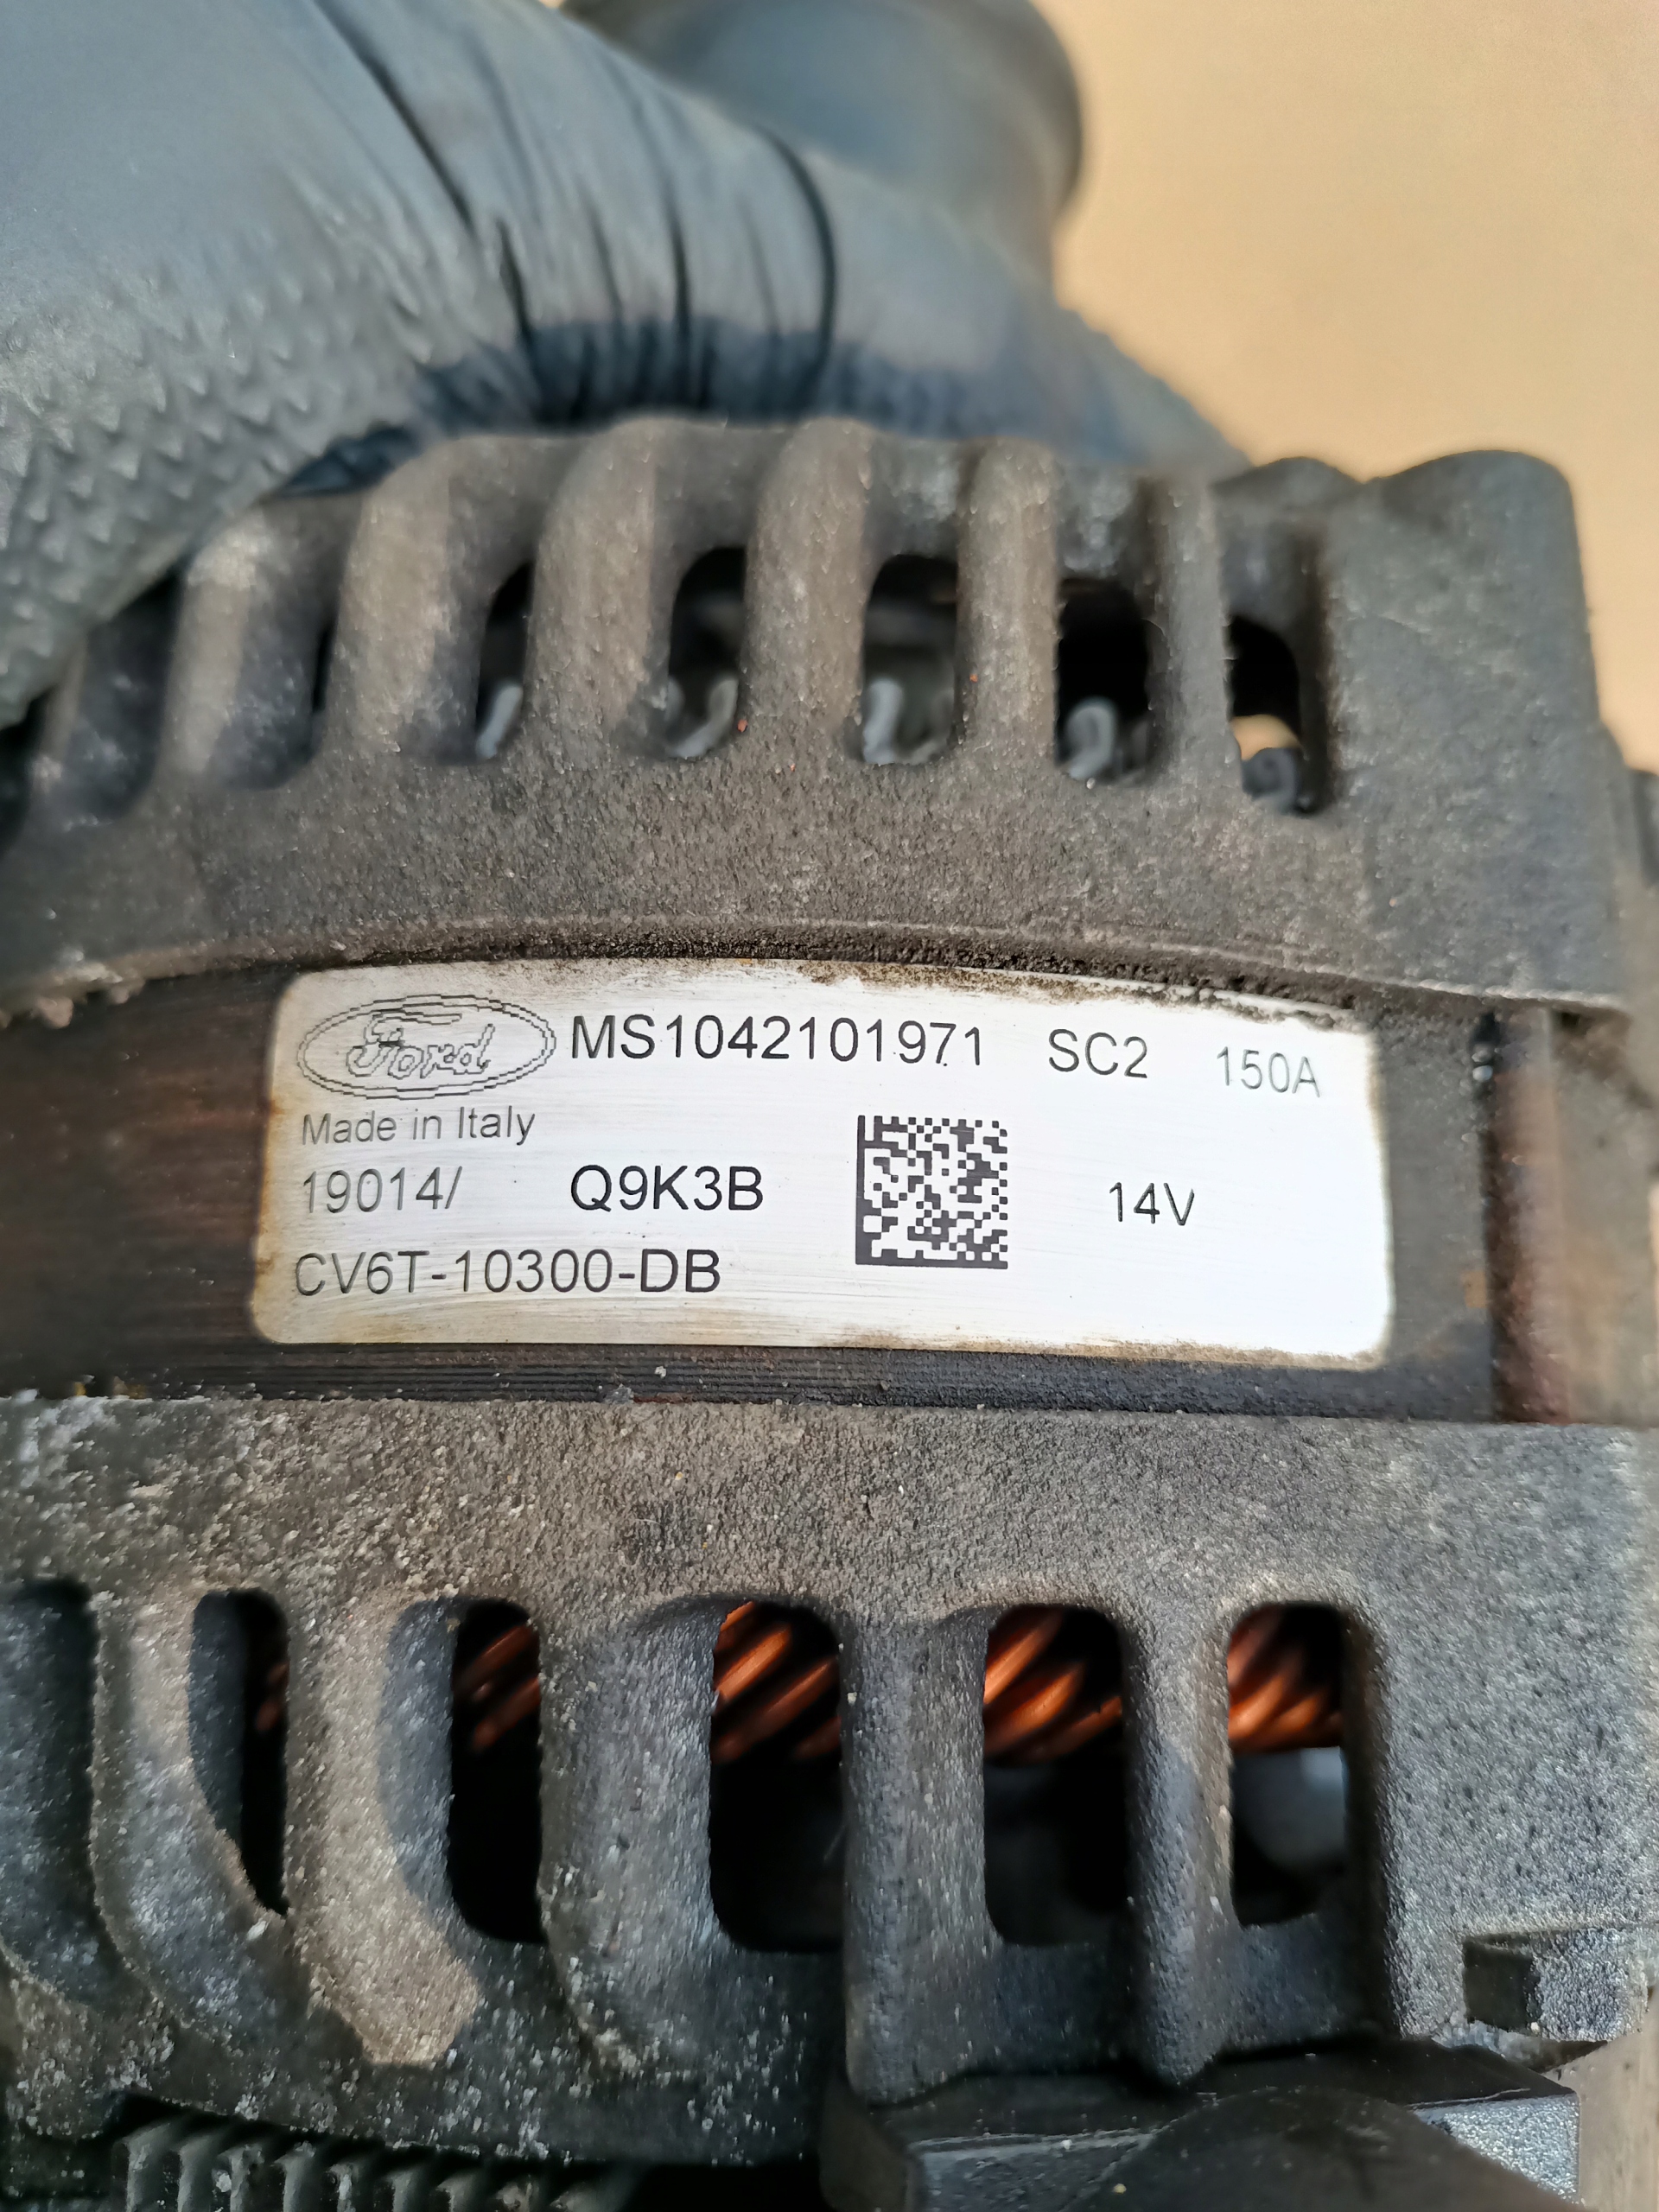 Ford MS1042101971 SC2 150A
Made in Italy
19014/ Q9K3B 14V
CV6T-10300-DB